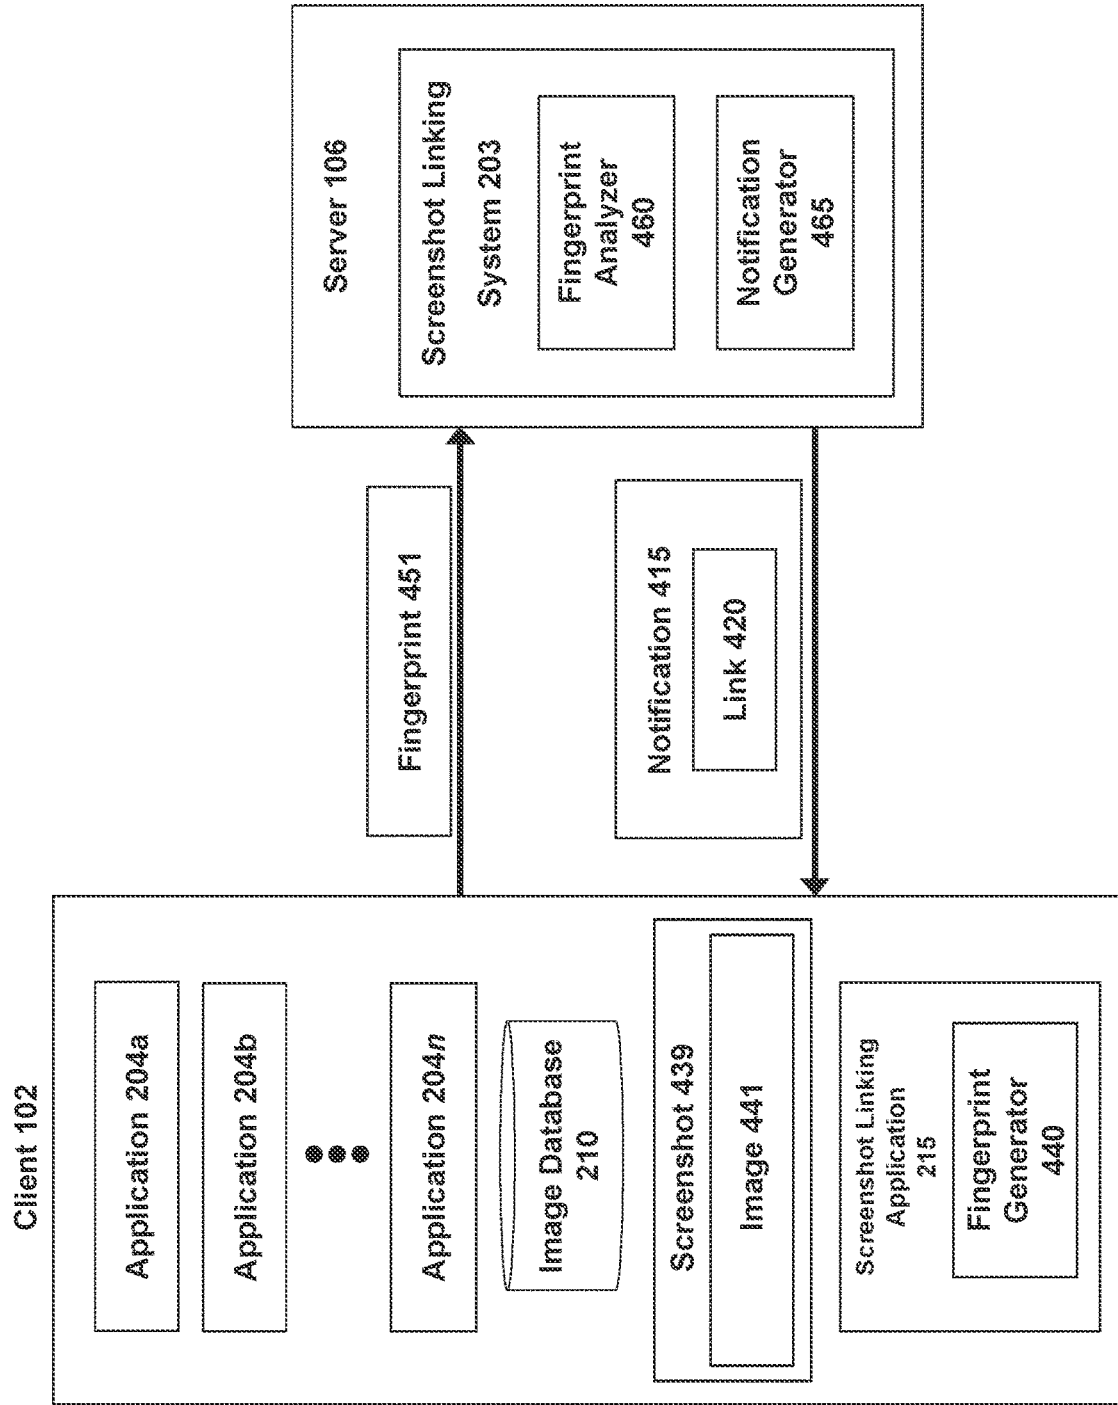 Client 102
Application 204a
Application 204b
Application 204n
Image Database
210
Screenshot 439
Image 441
Screenshot Linking
Application
215
Fingerprint
Generator
440
Fingerprint 451
Notification 415
Link 420
Server 106
Screenshot Linking
System 203
Fingerprint
Analyzer
460
Notification
Generator
465